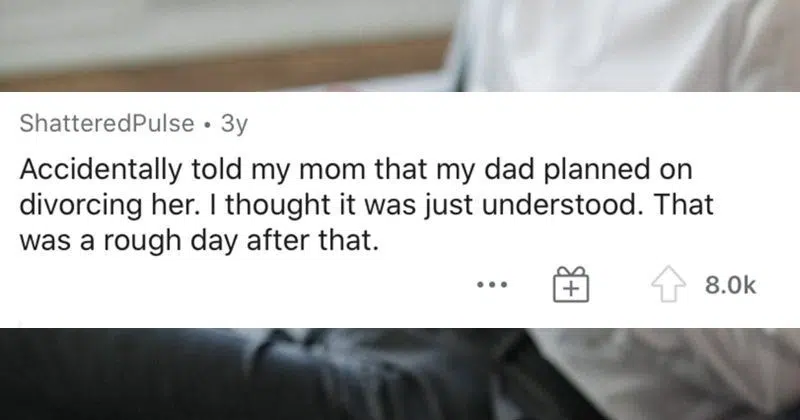 ShatteredPulse • 3y
Accidentally told my mom that my dad planned on
divorcing her. I thought it was just understood. That
was a rough day after that.
8.0k